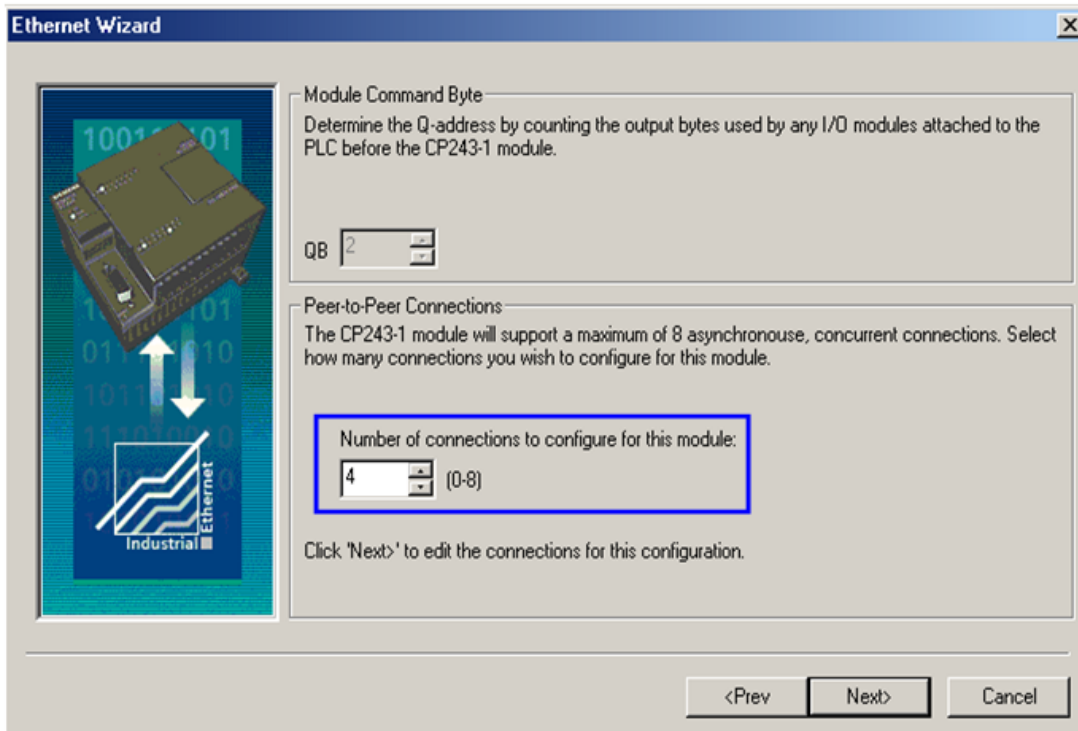 Ethernet Wizard
Module Command Byte
Determine the Q-address by counting the output bytes used by any I/O modules attached to the
PLC before the CP243-1 module.
QB 2
Peer-to-Peer Connections
The CP243-1 module will support a maximum of 8 asynchronouse, concurrent connections. Select
how many connections you wish to configure for this module.
Number of connections to configure for this module:
4 (0-8)
Click 'Next>' to edit the connections for this configuration.
Industrial
Ethernet
<Prev Next> Cancel